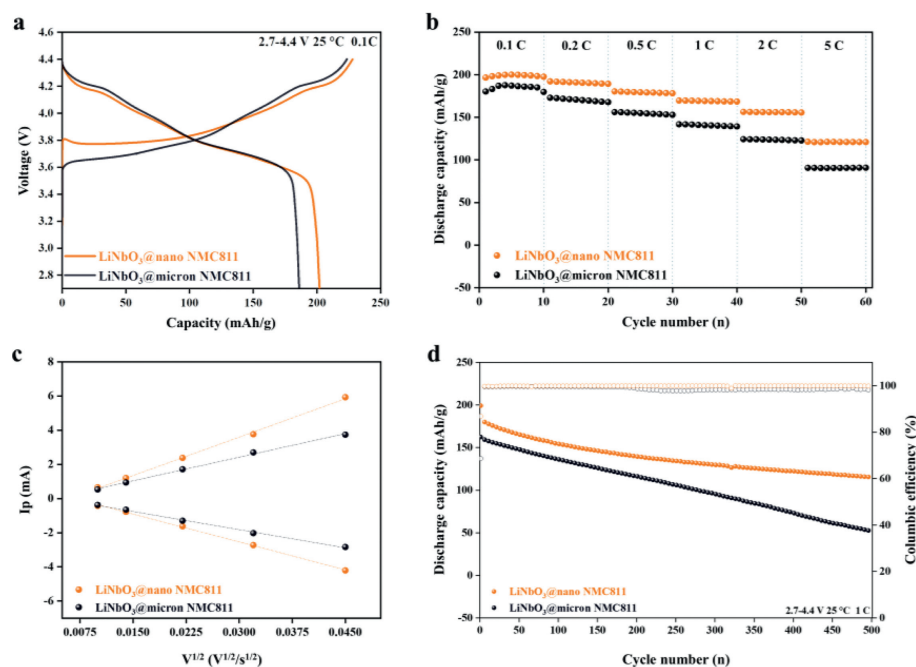 a
2.7-4.4 V 25 °C 0.1C
4.6
4.4
4.2
4.0
3.8
3.6
3.4
4.2
3.0
2.8
Voltage (V)
LiNbO3@nano NMC811
LiNbO3@micron NMC811
0 50 100 150 200 250
Capacity (mAh/g)
b
0.1 C 0.2 C 0.5 C 1 C 2 C 5 C
250
200
150
100
50
0
-50
Discharge capacity (mAh/g)
LiNbO3@nano NMC811
LiNbO3@micron NMC811
0 10 20 30 40 50 60
Cycle number (n)
c
8
6
4
2
0
-2
-4
-6
Ip (mA)
LiNbO3@nano NMC811
LiNbO3@micron NMC811
0.0075 0.0150 0.0225 0.0300 0.0375 0.0450
V1/2 (V1/2/s1/2)
d
250
200
150
100
50
0
-50
Discharge capacity (mAh/g)
100
80
60
40
20
0
Columbic efficiency (%)
LiNbO3@nano NMC811
LiNbO3@micron NMC811
2.7-4.4 V 25 °C 1 C
0 50 100 150 200 250 300 350 400 450 500
Cycle number (n)